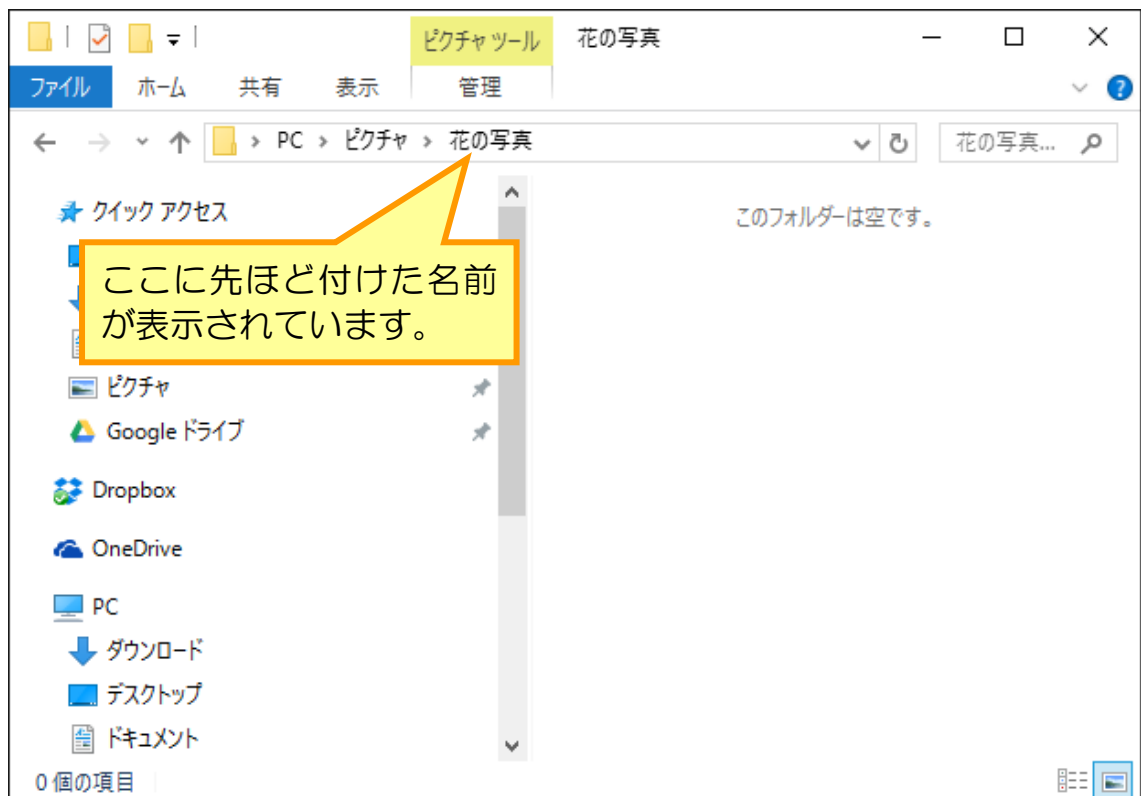 ピクチャ ツール 花の写真
ファイル ホーム 共有 表示 管理
PC ピクチャ 花の写真 花の写真...
クイック アクセス
このフォルダーは空です。
ここに先ほど付けた名前
が表示されています。
ピクチャ
Google ドライブ
Dropbox
OneDrive
PC
ダウンロード
デスクトップ
ドキュメント
0 個の項目